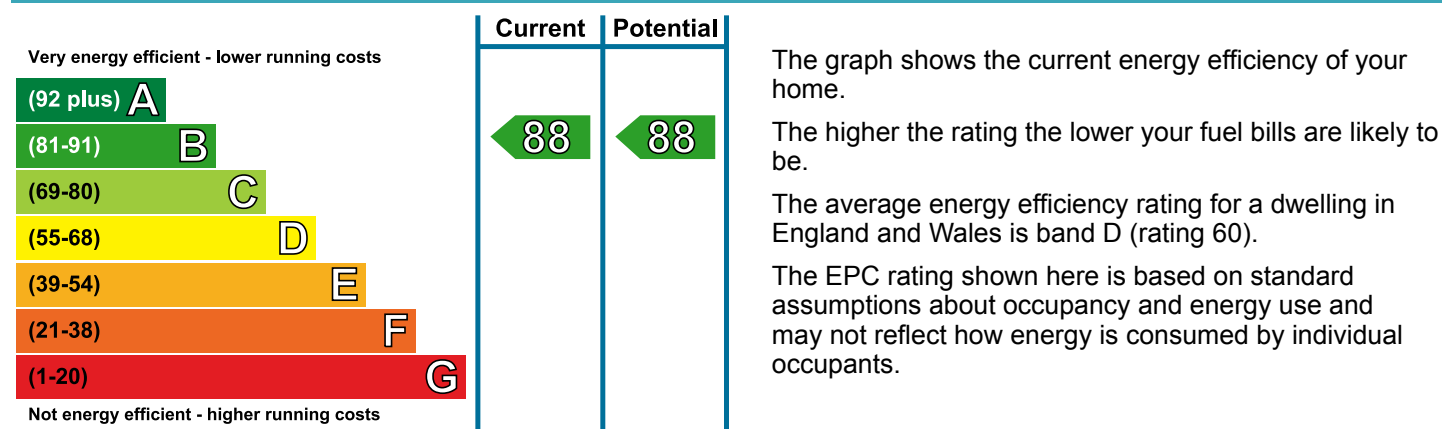 Current Potential
Very energy efficient - lower running costs
(92 plus) A
(81-91) B
88 88
(69-80) C
(55-68) D
(39-54) E
(21-38) F
(1-20) G
Not energy efficient - higher running costs
The graph shows the current energy efficiency of your
home.
The higher the rating the lower your fuel bills are likely to
be.
The average energy efficiency rating for a dwelling in
England and Wales is band D (rating 60).
The EPC rating shown here is based on standard
assumptions about occupancy and energy use and
may not reflect how energy is consumed by individual
occupants.